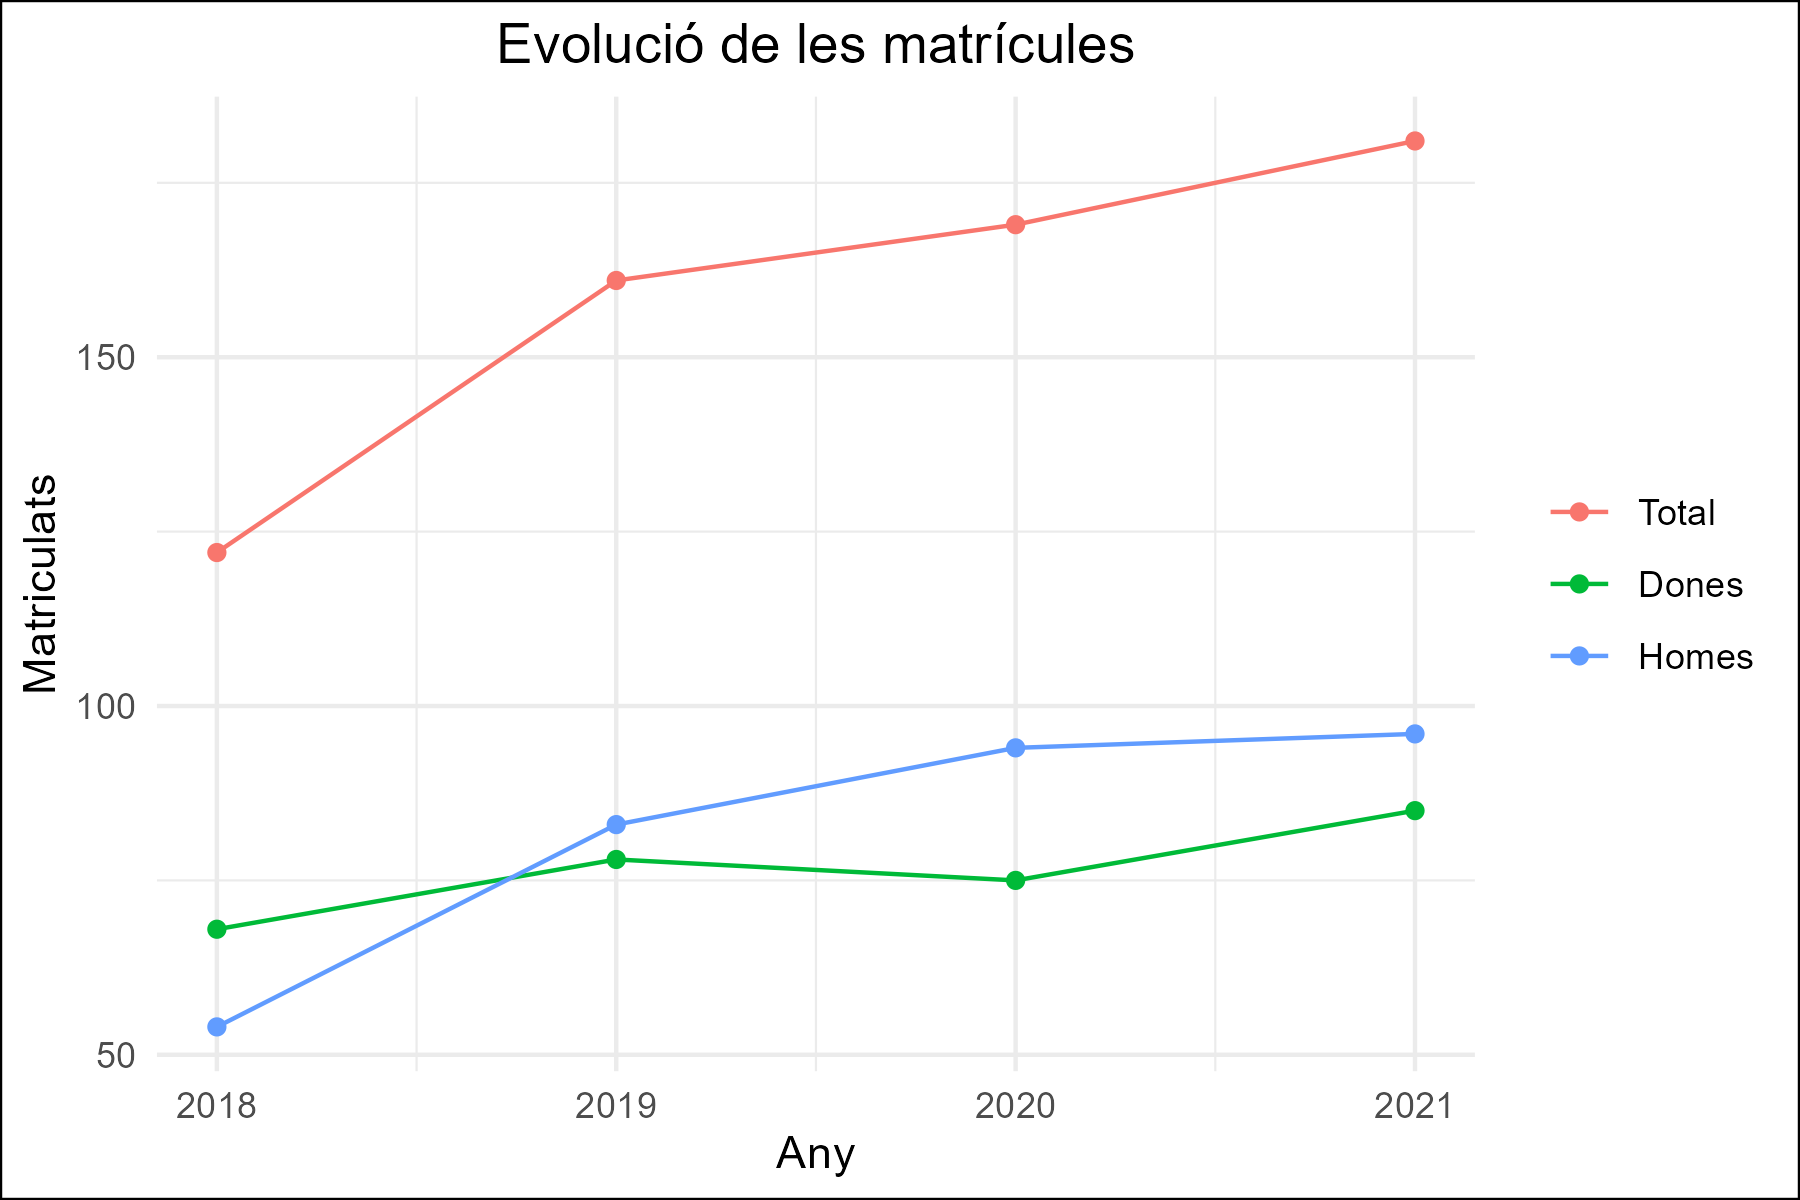 Evolució de les matrícules
Matriculats
150
100
50
2018
2019
2020
2021
Any
Total
Dones
Homes